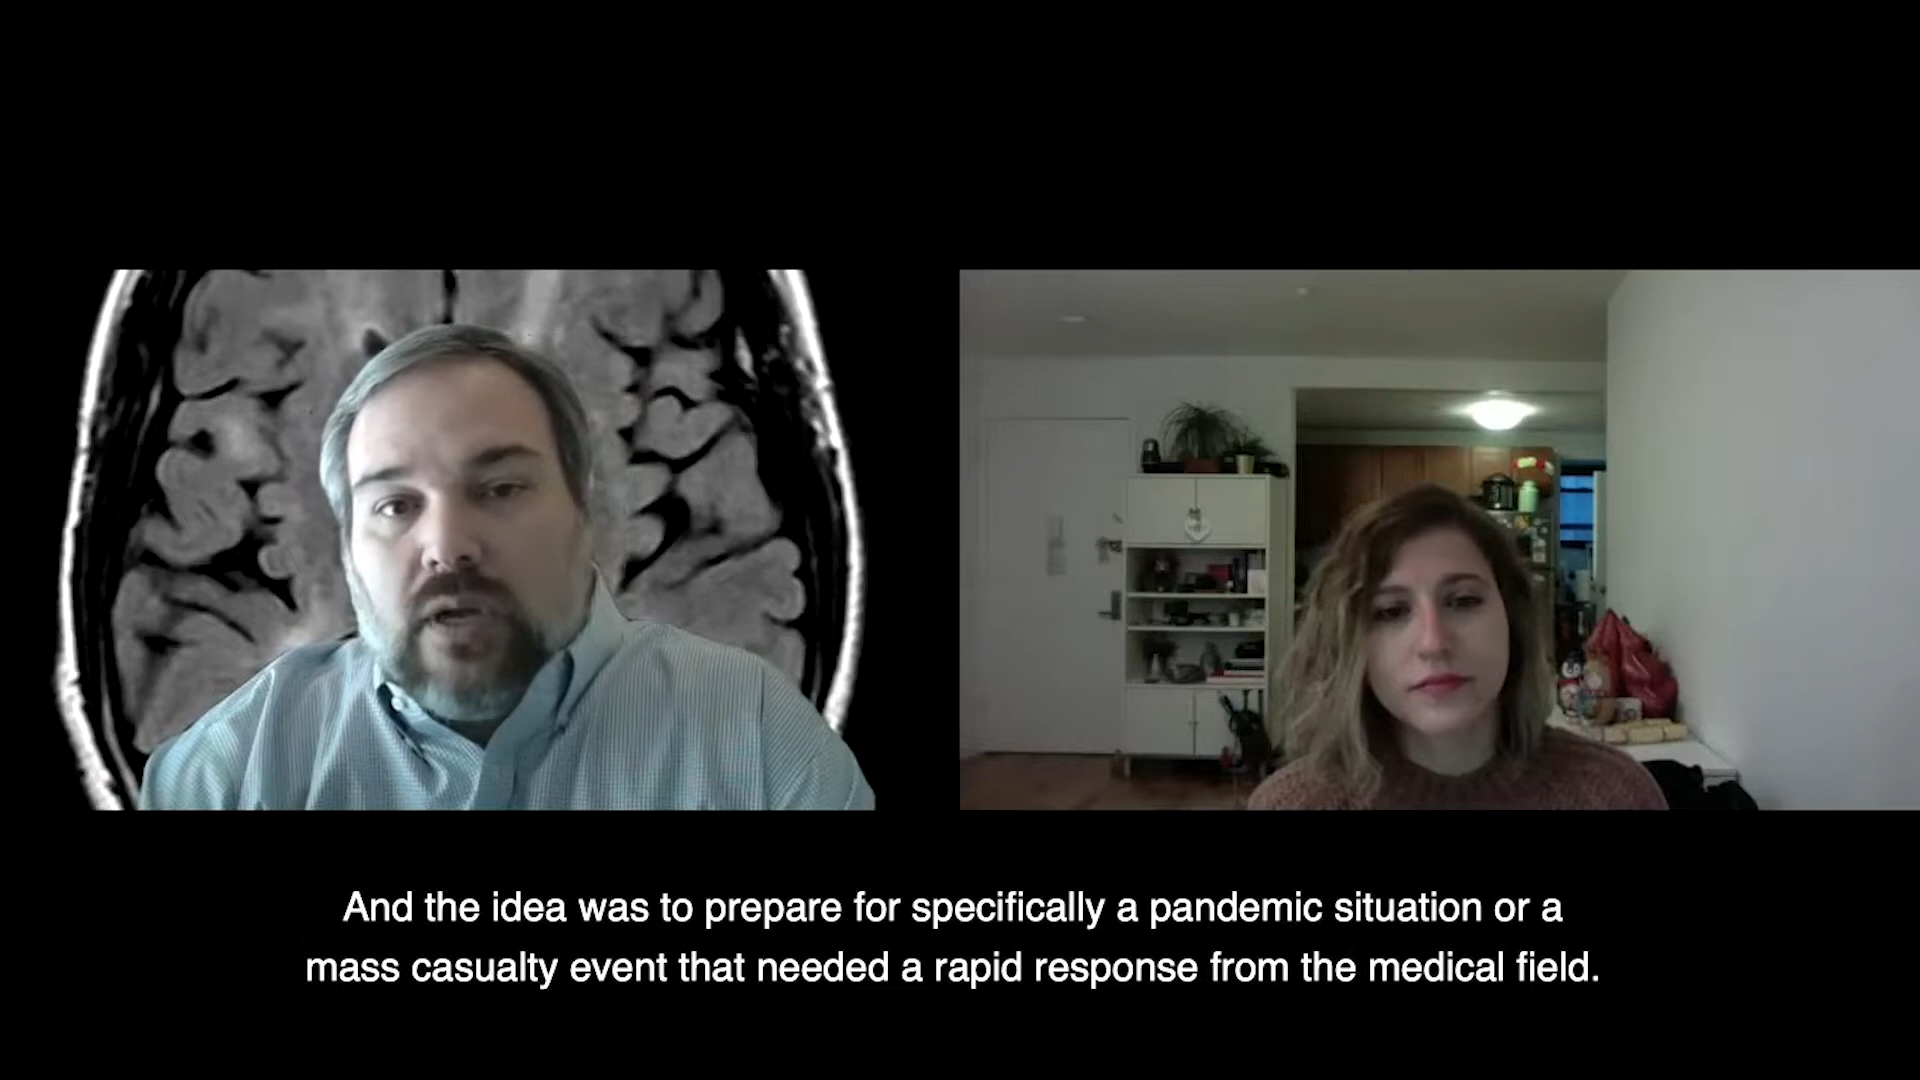 And the idea was to prepare for specifically a pandemic situation or a
mass casualty event that needed a rapid response from the medical field.